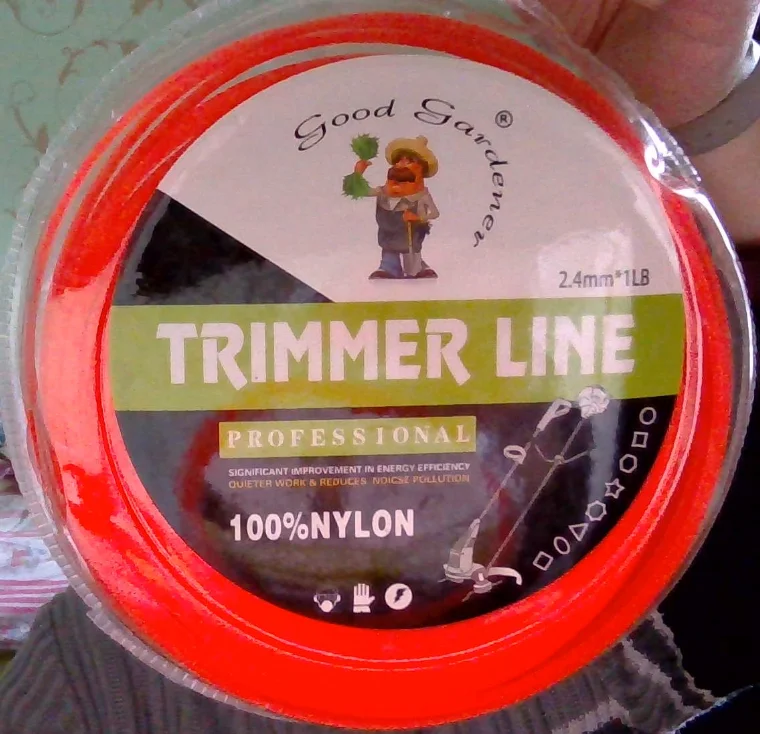 Good Gardener ®
2.4mm*1LB
TRIMMER LINE
PROFESSIONAL
SIGNIFICANT IMPROVEMENT IN ENERGY EFFICIENCY
QUIETER WORK & REDUCES NOICSE POLLUTION
100%NYLON